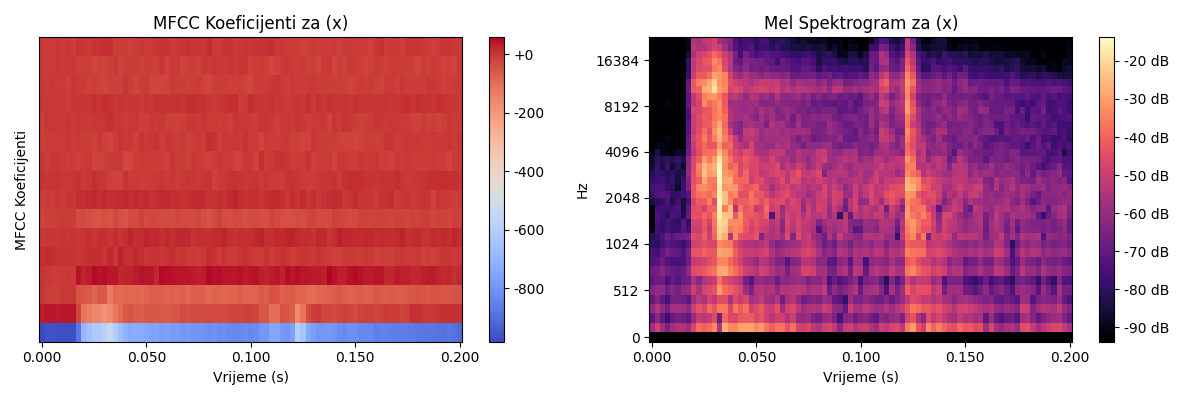 MFCC Koeficijenti za (x)
MFCC Koeficijenti
+0
-200
-400
-600
-800
0.000 0.050 0.100 0.150 0.200
Vrijeme (s)
Mel Spektrogram za (x)
Hz
16384
8192
4096
2048
1024
512
0
-20 dB
-30 dB
-40 dB
-50 dB
-60 dB
-70 dB
-80 dB
-90 dB
0.000 0.050 0.100 0.150 0.200
Vrijeme (s)